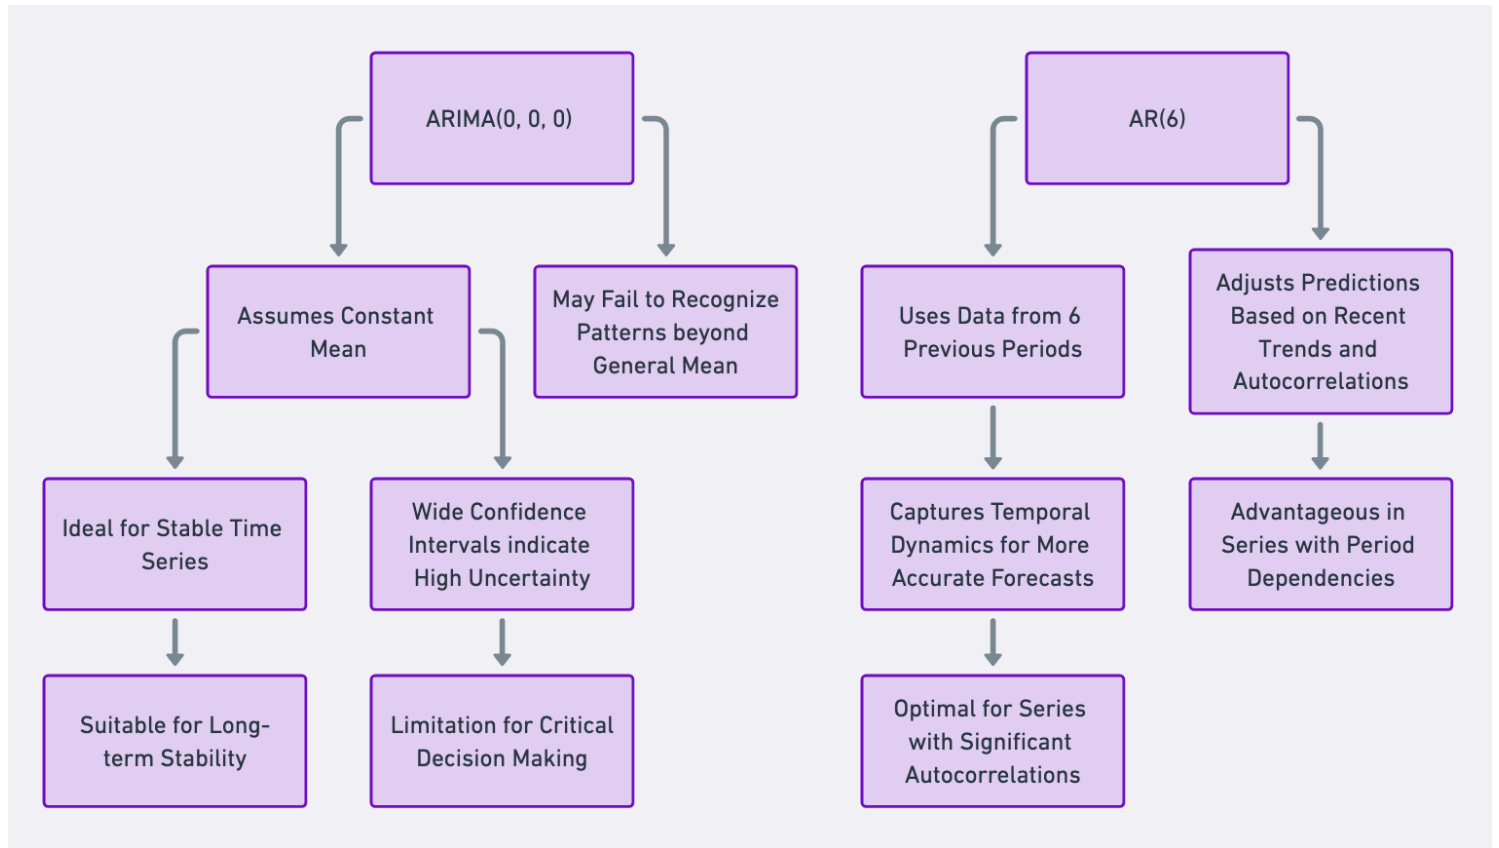 ARIMA(0, 0, 0)
AR(6)
Assumes Constant
Mean
May Fail to Recognize
Patterns beyond
General Mean
Uses Data from 6
Previous Periods
Adjusts Predictions
Based on Recent
Trends and
Autocorrelations
Ideal for Stable Time
Series
Wide Confidence
Intervals indicate
High Uncertainty
Captures Temporal
Dynamics for More
Accurate Forecasts
Advantageous in
Series with Period
Dependencies
Suitable for Long-
term Stability
Limitation for Critical
Decision Making
Optimal for Series
with Significant
Autocorrelations